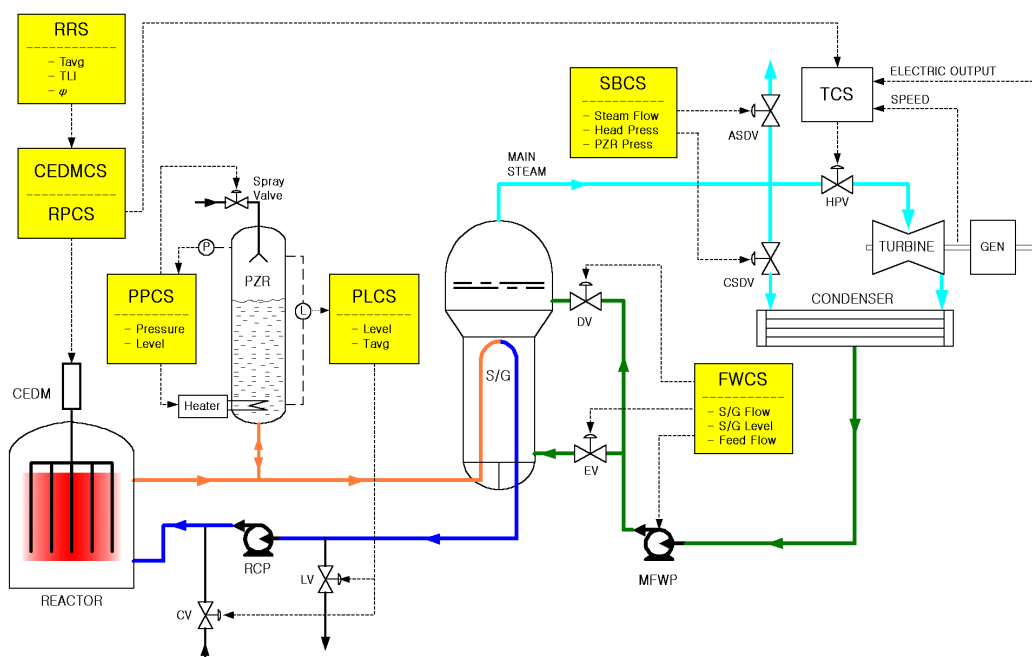 RRS
- Tavg
- TLI
- φ
CEDMCS
RPCS
Spray
Valve
P
PZR
PPCS
- Pressure
- Level
L
PLCS
- Level
- Tavg
Heater
CEDM
REACTOR
RCP
CV
LV
MAIN
STEAM
S/G
SBCS
- Steam Flow
- Head Press
- PZR Press
ASDV
CSDV
TCS
ELECTRIC OUTPUT
SPEED
HPV
TURBINE
GEN
CONDENSER
DV
EV
FWCS
- S/G Flow
- S/G Level
- Feed Flow
MFWP